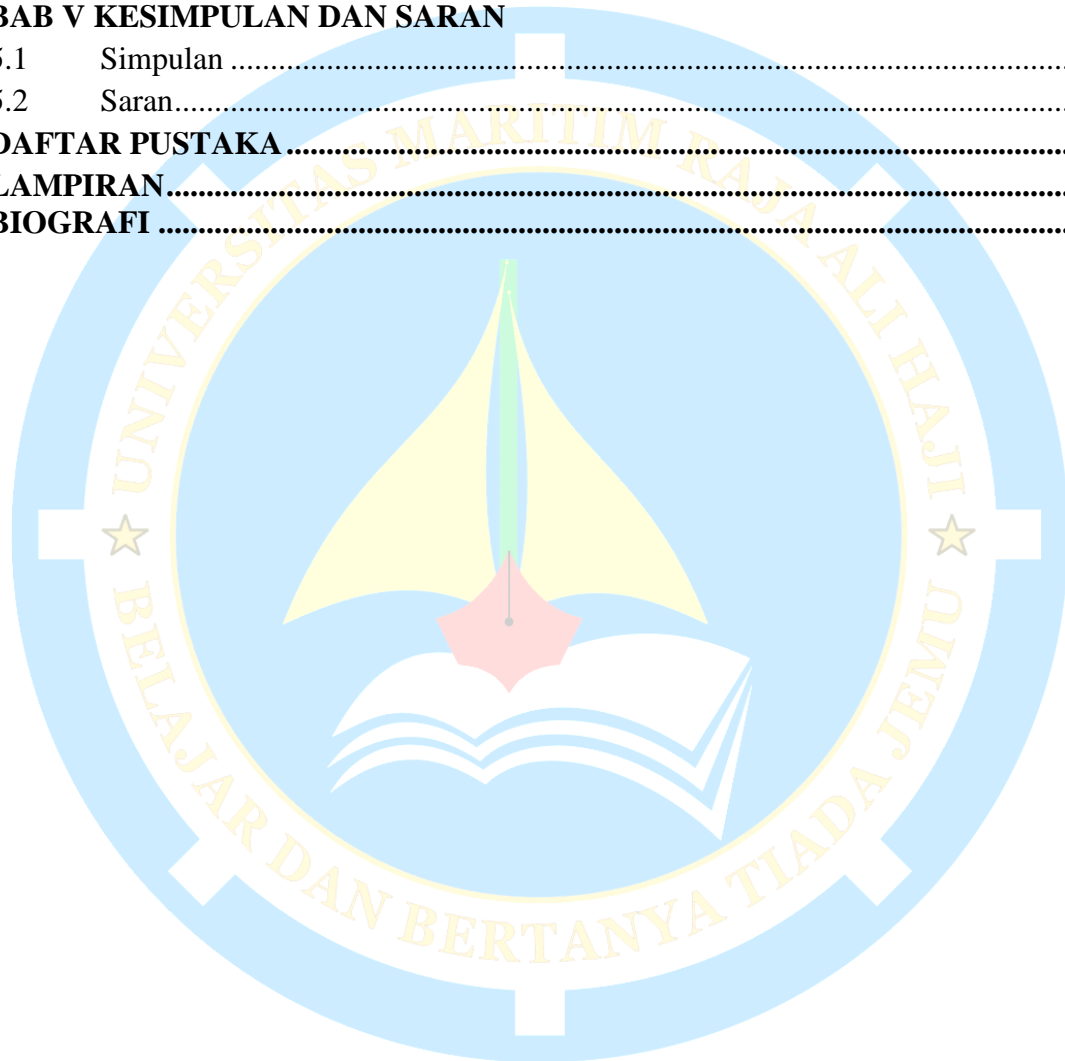 BAB V KESIMPULAN DAN SARAN
5.1 Simpulan ........................................................................................................
5.2 Saran...............................................................................................................
DAFTAR PUSTAKA.................................................................................................
LAMPIRAN................................................................................................................
BIOGRAFI .................................................................................................................
UNIVERSITAS MARITIM RAJA ALI HAJI
BELAJAR DAN BERTANYA TIADA JEMU